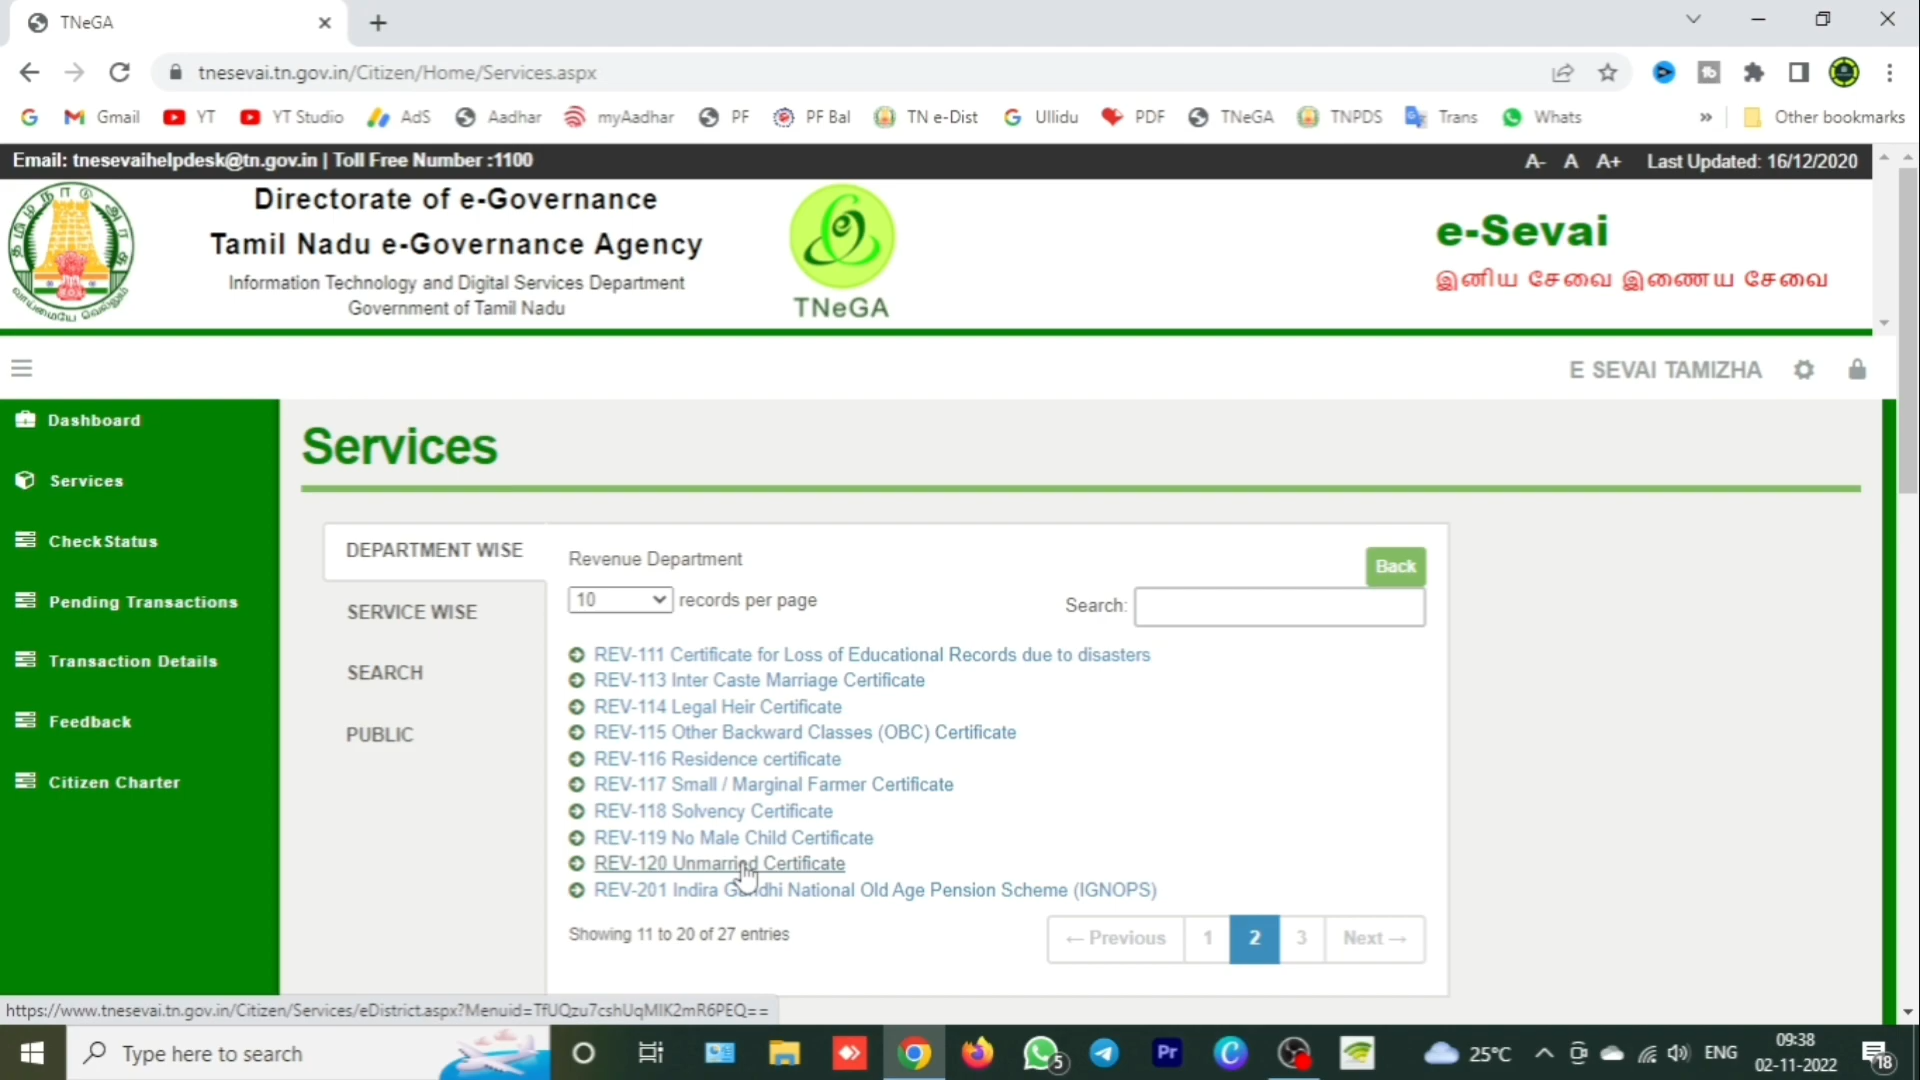 TNeGA
tnesevai.tn.gov.in/Citizen/Home/Services.aspx
Gmail YT YT Studio AdS Aadhar myAadhar PF PF Bal TN e-Dist Ullidu PDF TNeGA TNPDS Trans Whats » Other bookmarks
Email: tnesevaihelpdesk@tn.gov.in | Toll Free Number :1100
A- A A+ Last Updated: 16/12/2020
Directorate of e-Governance
Tamil Nadu e-Governance Agency
Information Technology and Digital Services Department
Government of Tamil Nadu
TNeGA
e-Sevai
இனிய சேவை இணைய சேவை
E SEVAI TAMIZHA
Dashboard
Services
CheckStatus
Pending Transactions
Transaction Details
Feedback
Citizen Charter
Services
DEPARTMENT WISE
SERVICE WISE
SEARCH
PUBLIC
Revenue Department
Back
10 records per page
Search:
REV-111 Certificate for Loss of Educational Records due to disasters
REV-113 Inter Caste Marriage Certificate
REV-114 Legal Heir Certificate
REV-115 Other Backward Classes (OBC) Certificate
REV-116 Residence certificate
REV-117 Small / Marginal Farmer Certificate
REV-118 Solvency Certificate
REV-119 No Male Child Certificate
REV-120 Unmarried Certificate
REV-201 Indira Gandhi National Old Age Pension Scheme (IGNOPS)
Showing 11 to 20 of 27 entries
← Previous 1 2 3 Next →
https://www.tnesevai.tn.gov.in/Citizen/Services/eDistrict.aspx?Menuid=TfUQzu7cshUqMIK2mR6PEQ==
Type here to search
5
Pr
25°C
ENG
09:38
02-11-2022
18